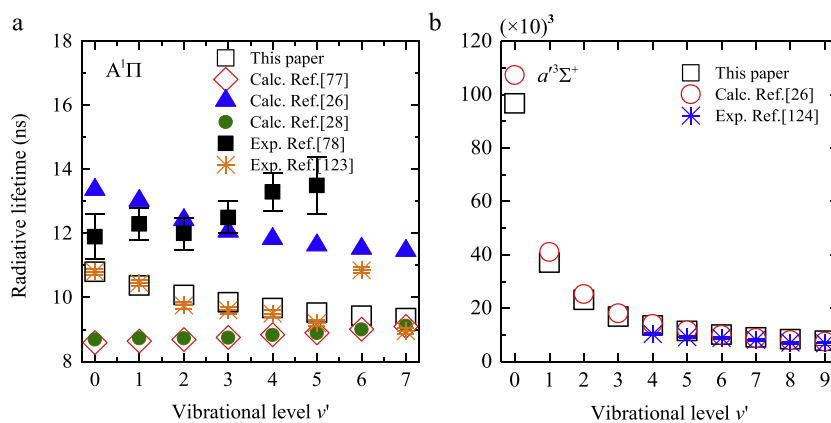 a
18
16
14
12
10
8
Radiative lifetime (ns)
A¹Π
This paper
Calc. Ref.[77]
Calc. Ref.[26]
Calc. Ref.[28]
Exp. Ref.[78]
Exp. Ref.[123]
0 1 2 3 4 5 6 7
Vibrational level v'
b
(×10)³
120
100
80
60
40
20
0
a'³Σ⁺
This paper
Calc. Ref.[26]
Exp. Ref.[124]
0 1 2 3 4 5 6 7 8 9
Vibrational level v'